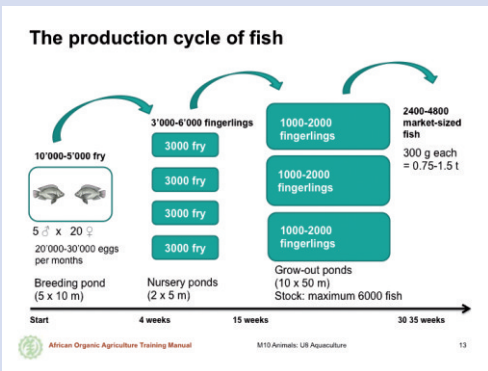 The production cycle of fish
10'000-5'000 fry
5 ♂ x 20 ♀
20'000-30'000 eggs
per months
Breeding pond
(5 x 10 m)
3'000-6'000 fingerlings
3000 fry
3000 fry
3000 fry
3000 fry
Nursery ponds
(2 x 5 m)
1000-2000
fingerlings
1000-2000
fingerlings
1000-2000
fingerlings
Grow-out ponds
(10 x 50 m)
Stock: maximum 6000 fish
2400-4800
market-sized
fish
300 g each
= 0.75-1.5 t
Start
4 weeks
15 weeks
30 35 weeks
African Organic Agriculture Training Manual
M10 Animals: U8 Aquaculture
13